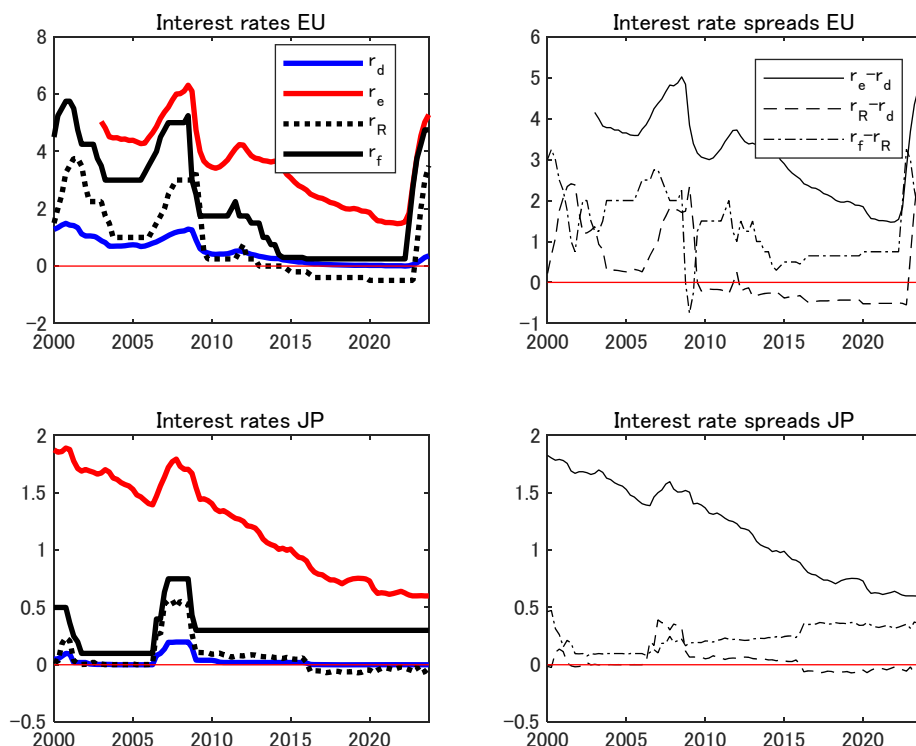 Interest rates EU
8
6
4
2
0
−2
2000 2005 2010 2015 2020
r_d
r_e
r_R
r_f
Interest rate spreads EU
6
5
4
3
2
1
0
−1
2000 2005 2010 2015 2020
r_e−r_d
r_R−r_d
r_f−r_R
Interest rates JP
2
1.5
1
0.5
0
−0.5
2000 2005 2010 2015 2020
Interest rate spreads JP
2
1.5
1
0.5
0
−0.5
2000 2005 2010 2015 2020